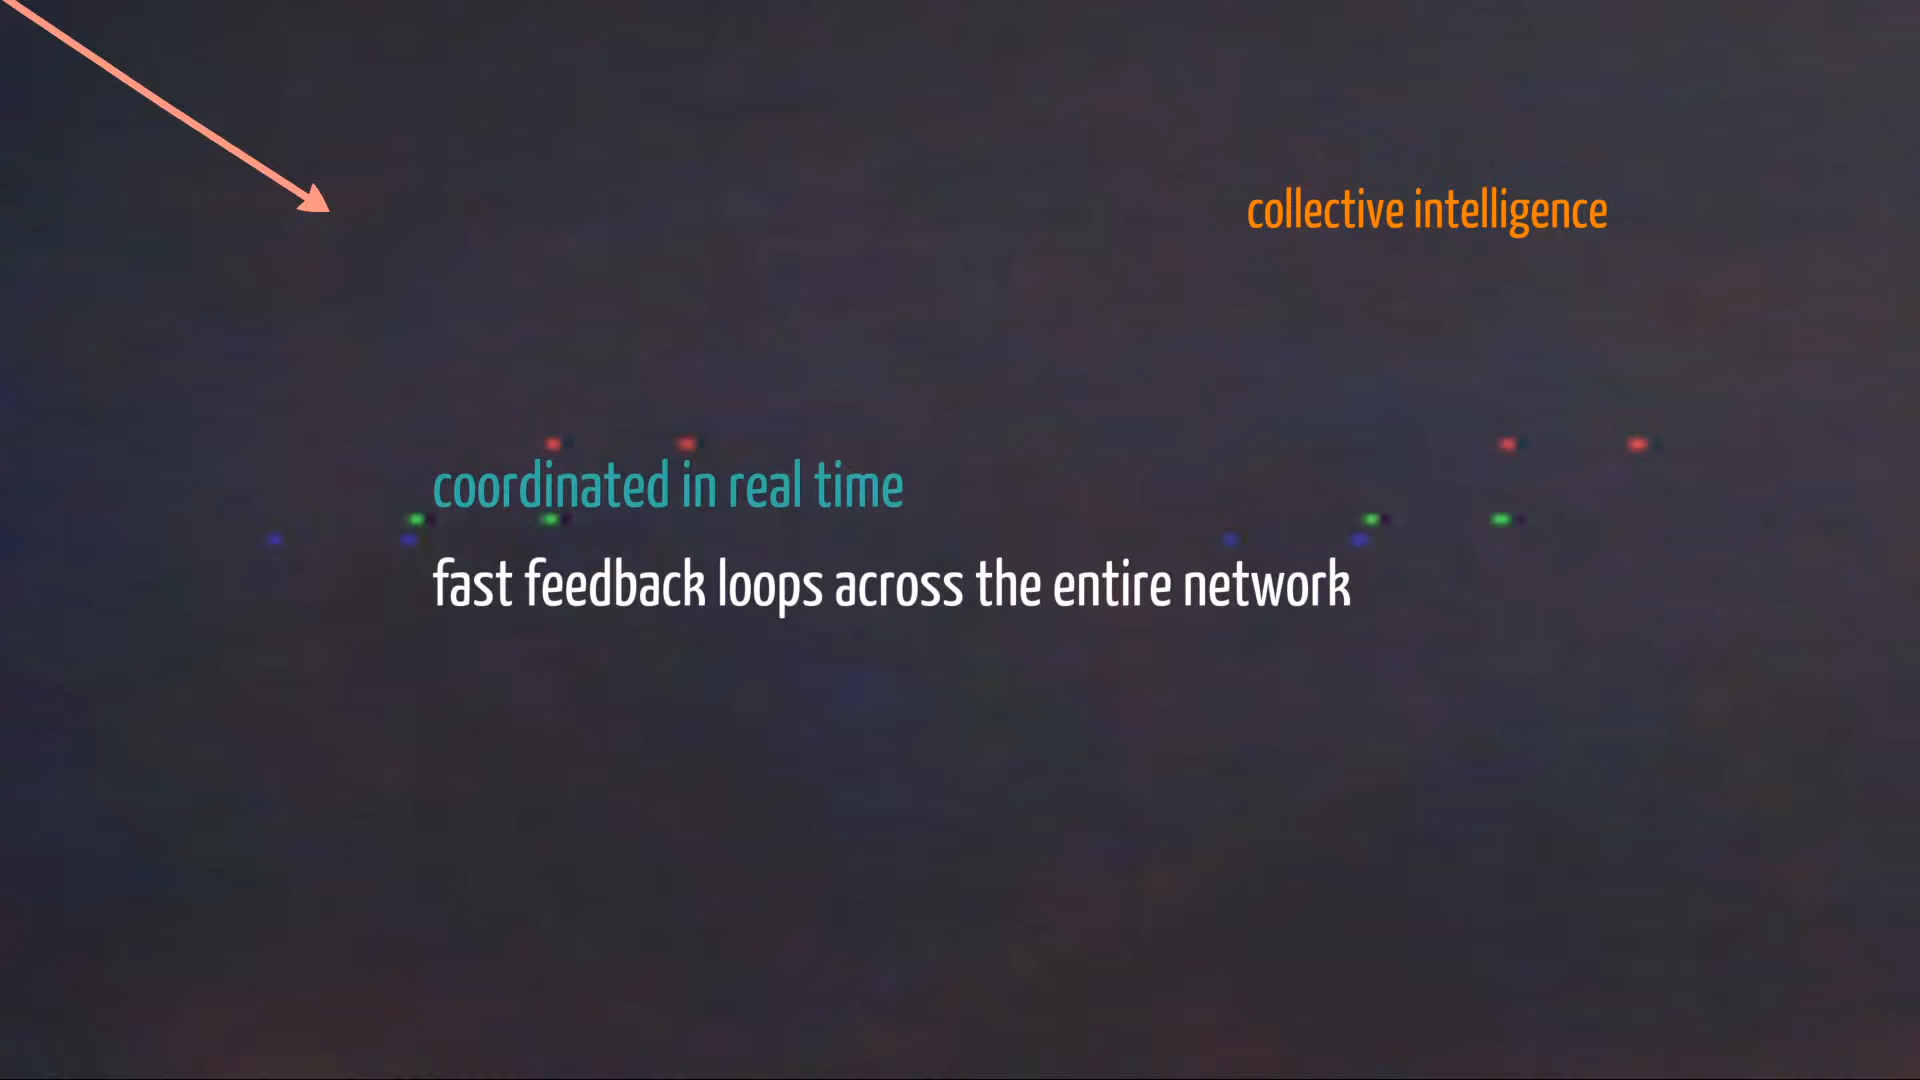 collective intelligence
coordinated in real time
fast feedback loops across the entire network